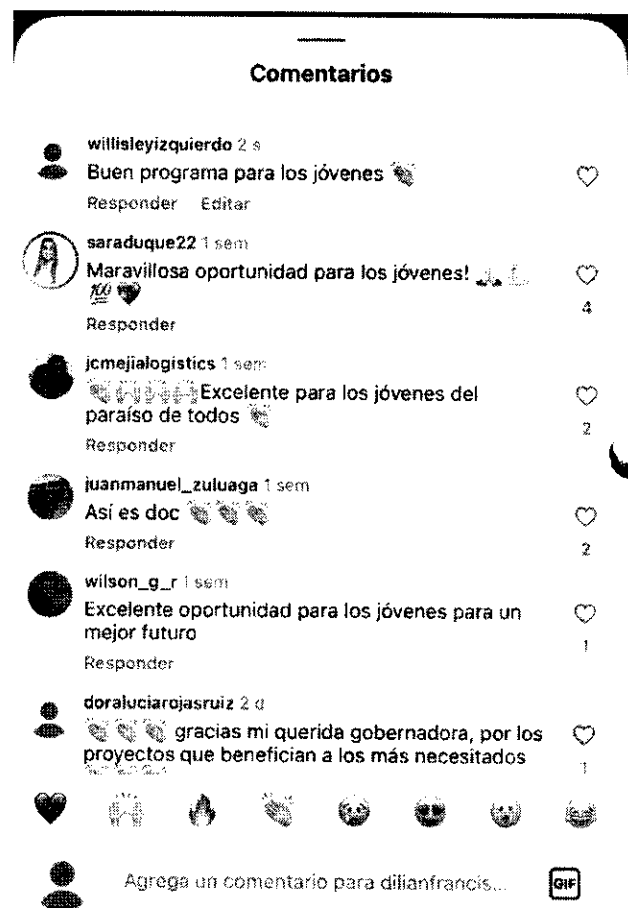 Comentarios
willisleyizquierdo 2 s
Buen programa para los jóvenes 👏
Responder Editar
saraduque22 1 sem
Maravillosa oportunidad para los jóvenes!
💯
4
Responder
jcmejialogistics 1 sem
👏🙌🙌🙌Excelente para los jóvenes del
paraíso de todos 👏
2
Responder
juanmanuel_zuluaga 1 sem
Así es doc 👏👏👏
Responder
2
wilson_g_r 1 sem
Excelente oportunidad para los jóvenes para un
mejor futuro
1
Responder
doraluciarojasruiz 2 d
👏👏👏 gracias mi querida gobernadora, por los
proyectos que benefician a los más necesitados
1
Agrega un comentario para dilianfrancis...
GIF